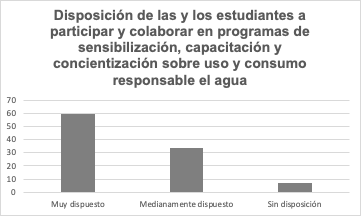 Disposición de las y los estudiantes a
participar y colaborar en programas de
sensibilización, capacitación y
concientización sobre uso y consumo
responsable el agua
70
60
50
40
30
20
10
0
Muy dispuesto Medianamente dispuesto Sin disposición